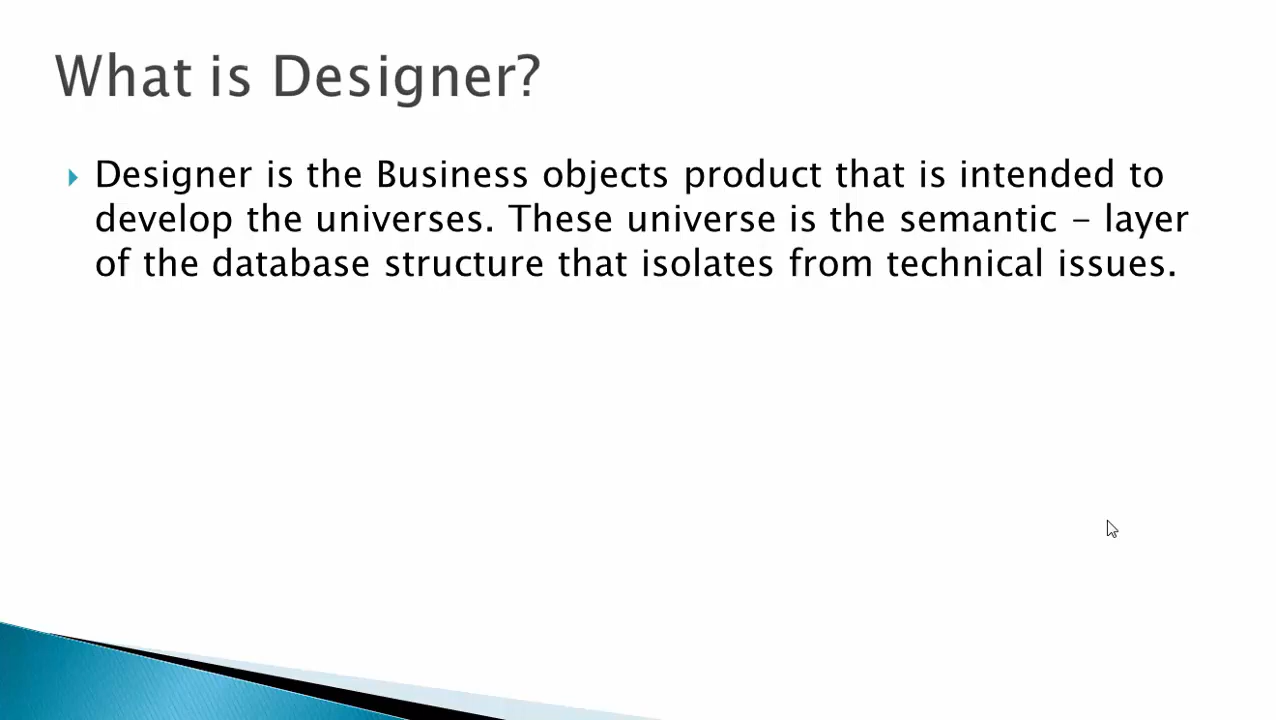 What is Designer?
Designer is the Business objects product that is intended to
develop the universes. These universe is the semantic - layer
of the database structure that isolates from technical issues.